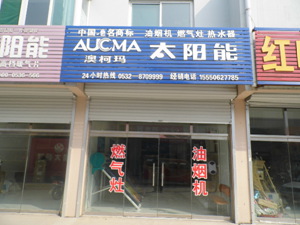 中国·驰名商标 油烟机 燃气灶 热水器
AUCMA 太阳能
澳柯玛
24小时热线 0532-8709999 经销电话 15550627785
阳能
红
燃气灶
油烟机